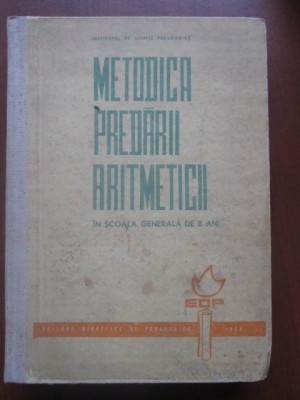 INSTITUTUL DE ȘTIINȚE PEDAGOGICE
METODICA
PREDĂRII
ARITMETICII
ÎN ȘCOALA GENERALĂ DE 8 ANI
EDP
EDITURA DIDACTICĂ ȘI PEDAGOGICĂ